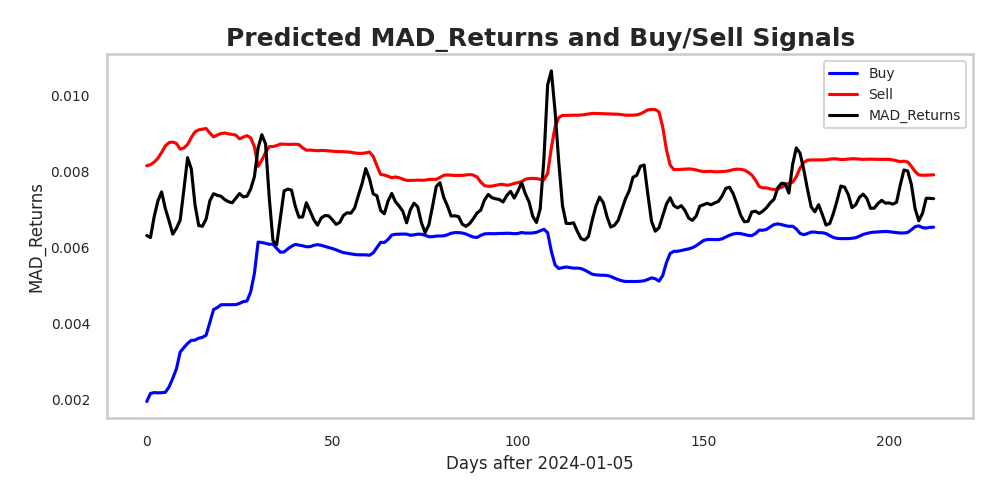 Predicted MAD_Returns and Buy/Sell Signals
Buy
Sell
MAD_Returns
0.010
0.008
0.006
0.004
0.002
MAD_Returns
0
50
100
150
200
Days after 2024-01-05